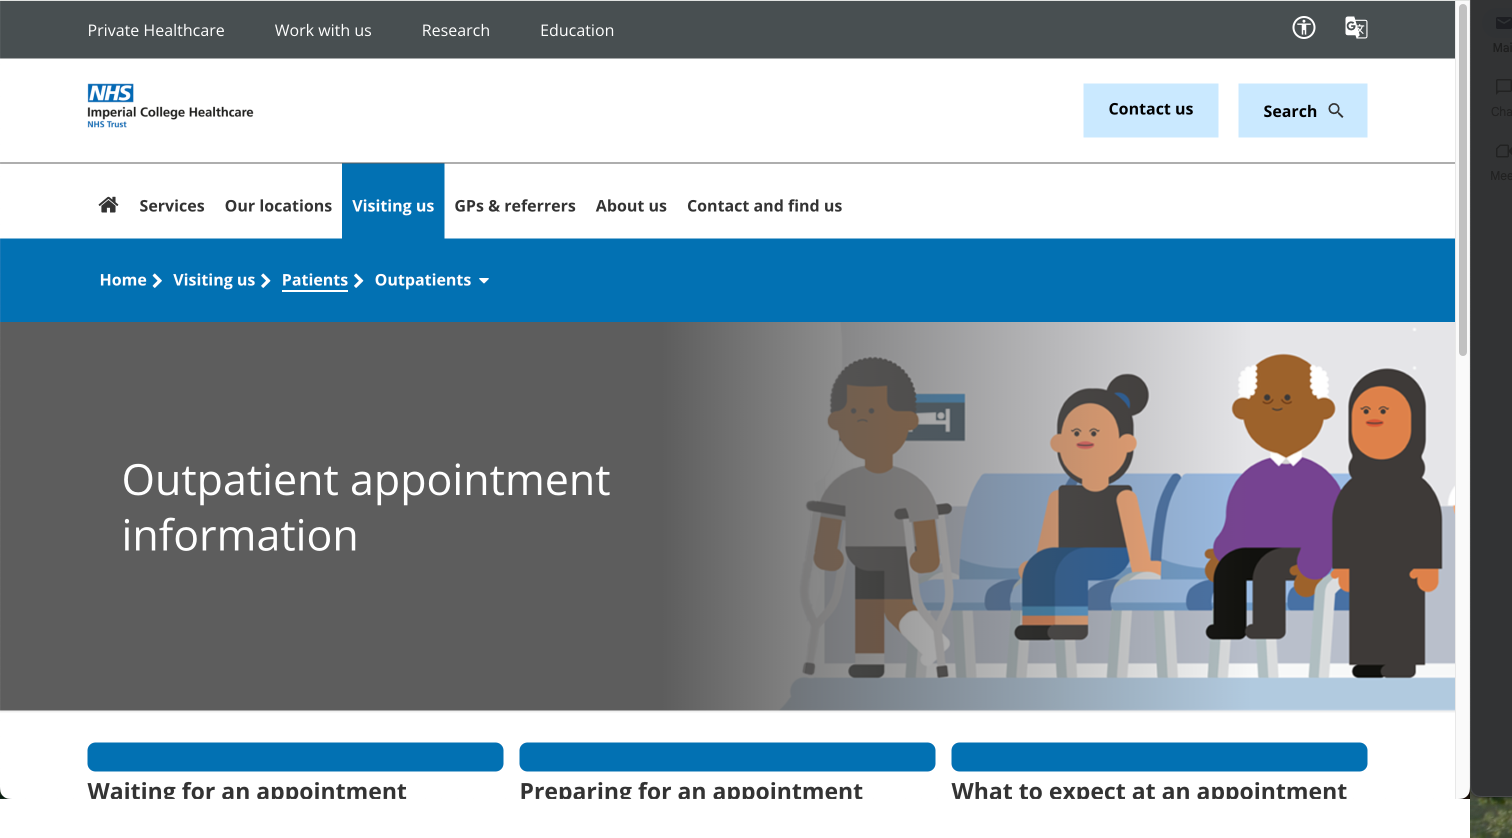 Private Healthcare Work with us Research Education
NHS
Imperial College Healthcare
NHS Trust
Contact us Search
Services Our locations Visiting us GPs & referrers About us Contact and find us
Home Visiting us Patients Outpatients
Outpatient appointment
information
Waiting for an appointment Preparing for an appointment What to expect at an appointment